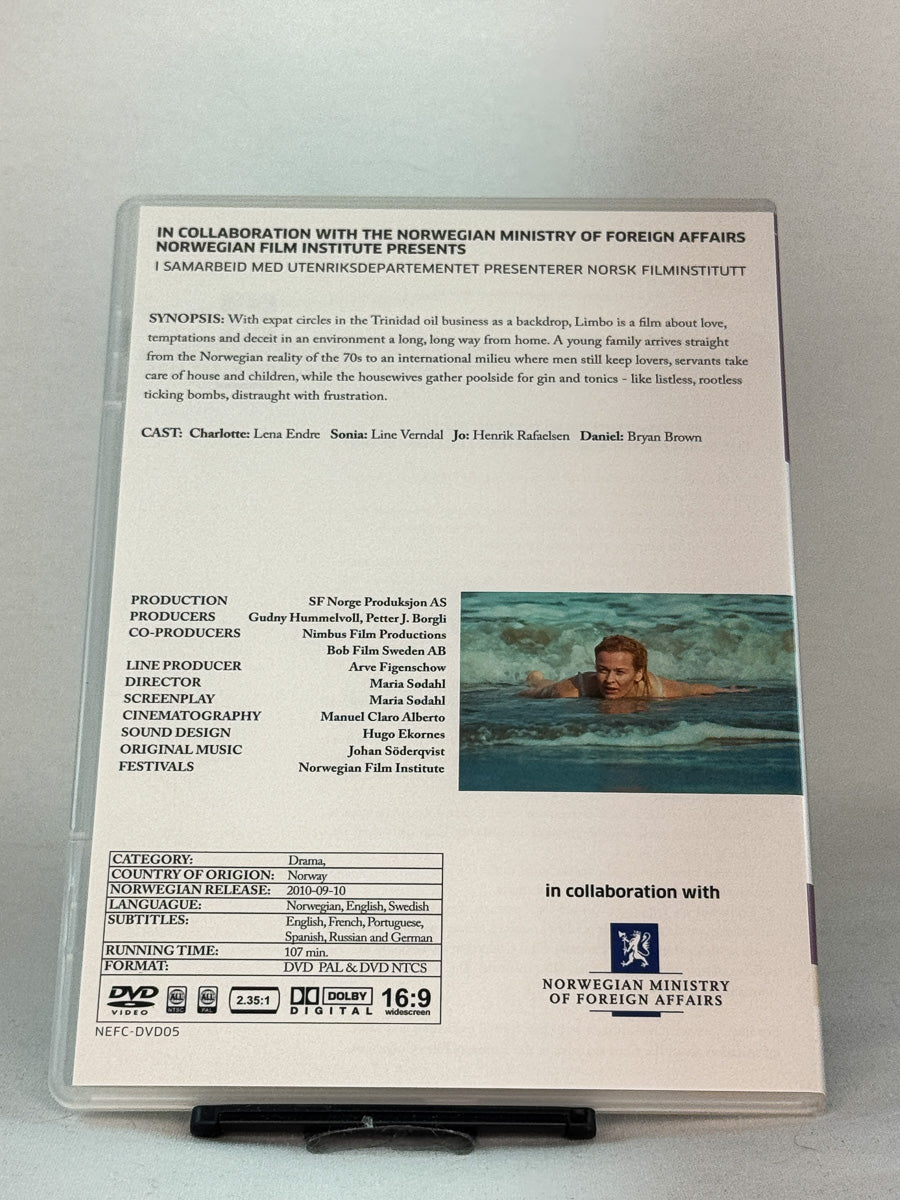 IN COLLABORATION WITH THE NORWEGIAN MINISTRY OF FOREIGN AFFAIRS
NORWEGIAN FILM INSTITUTE PRESENTS
I SAMARBEID MED UTENRIKSDEPARTEMENTET PRESENTERER NORSK FILMINSTITUTT
SYNOPSIS: With expat circles in the Trinidad oil business as a backdrop, Limbo is a film about love,
temptations and deceit in an environment a long, long way from home. A young family arrives straight
from the Norwegian reality of the 70s to an international milieu where men still keep lovers, servants take
care of house and children, while the housewives gather poolside for gin and tonics - like listless, rootless
ticking bombs, distraught with frustration.
CAST: Charlotte: Lena Endre Sonia: Line Verndal Jo: Henrik Rafaelsen Daniel: Bryan Brown
PRODUCTION SF Norge Produksjon AS
PRODUCERS Gudny Hummelvoll, Petter J. Borgli
CO-PRODUCERS Nimbus Film Productions
Bob Film Sweden AB
LINE PRODUCER Arve Figenschow
DIRECTOR Maria Sødahl
SCREENPLAY Maria Sødahl
CINEMATOGRAPHY Manuel Claro Alberto
SOUND DESIGN Hugo Ekornes
ORIGINAL MUSIC Johan Söderqvist
FESTIVALS Norwegian Film Institute
CATEGORY: Drama,
COUNTRY OF ORIGION: Norway
NORWEGIAN RELEASE: 2010-09-10
LANGUAGUE: Norwegian, English, Swedish
SUBTITLES: English, French, Portuguese,
Spanish, Russian and German
RUNNING TIME: 107 min.
FORMAT: DVD PAL & DVD NTCS
DVD VIDEO ALL NTSC ALL PAL 2.35:1 DOLBY DIGITAL 16:9 widescreen
NEFC-DVD05
in collaboration with
NORWEGIAN MINISTRY
OF FOREIGN AFFAIRS